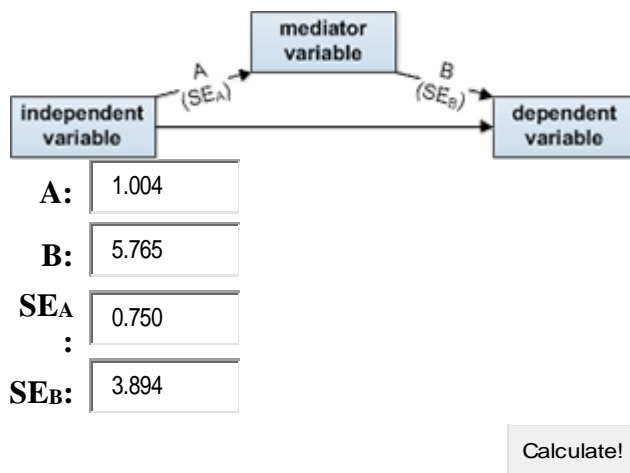 mediator
variable
A
(SEA)
B
(SEB)
independent
variable
dependent
variable
A: 1.004
B: 5.765
SEA
: 0.750
SEB: 3.894
Calculate!